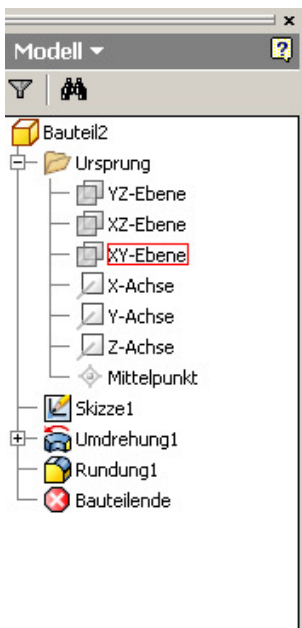 Modell
Bauteil2
Ursprung
YZ-Ebene
XZ-Ebene
XY-Ebene
X-Achse
Y-Achse
Z-Achse
Mittelpunkt
Skizze1
Umdrehung1
Rundung1
Bauteilende